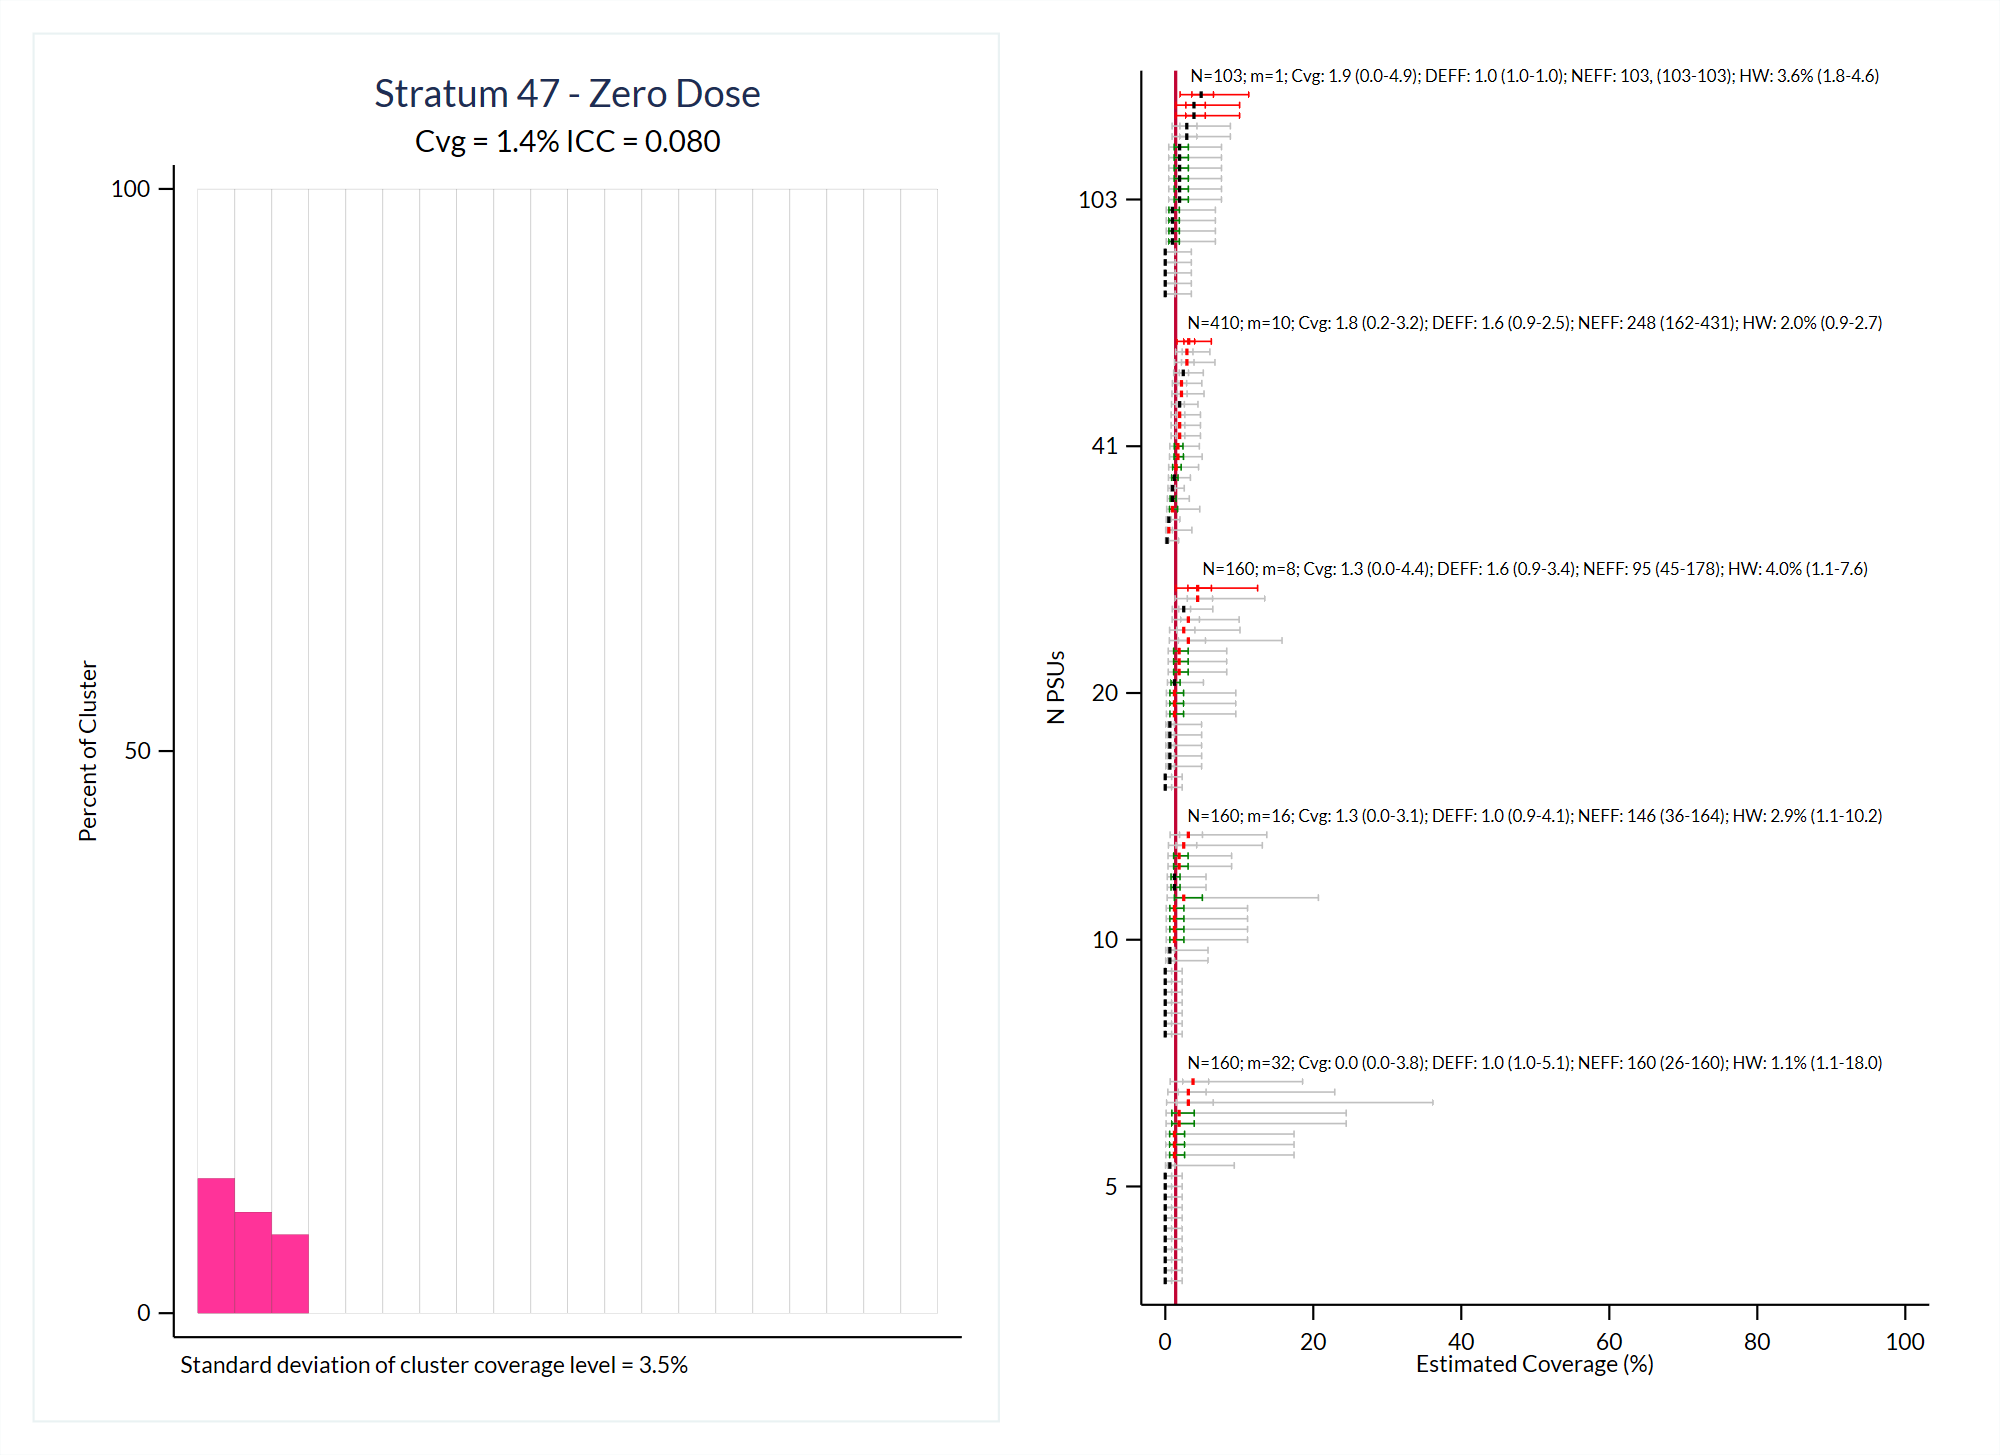 Stratum 47 - Zero Dose
Cvg = 1.4% ICC = 0.080
100
50
0
Percent of Cluster
Standard deviation of cluster coverage level = 3.5%
N=103; m=1; Cvg: 1.9 (0.0-4.9); DEFF: 1.0 (1.0-1.0); NEFF: 103, (103-103); HW: 3.6% (1.8-4.6)
103
N=410; m=10; Cvg: 1.8 (0.2-3.2); DEFF: 1.6 (0.9-2.5); NEFF: 248 (162-431); HW: 2.0% (0.9-2.7)
41
N=160; m=8; Cvg: 1.3 (0.0-4.4); DEFF: 1.6 (0.9-3.4); NEFF: 95 (45-178); HW: 4.0% (1.1-7.6)
N PSUs
20
N=160; m=16; Cvg: 1.3 (0.0-3.1); DEFF: 1.0 (0.9-4.1); NEFF: 146 (36-164); HW: 2.9% (1.1-10.2)
10
N=160; m=32; Cvg: 0.0 (0.0-3.8); DEFF: 1.0 (1.0-5.1); NEFF: 160 (26-160); HW: 1.1% (1.1-18.0)
5
0 20 40 60 80 100
Estimated Coverage (%)